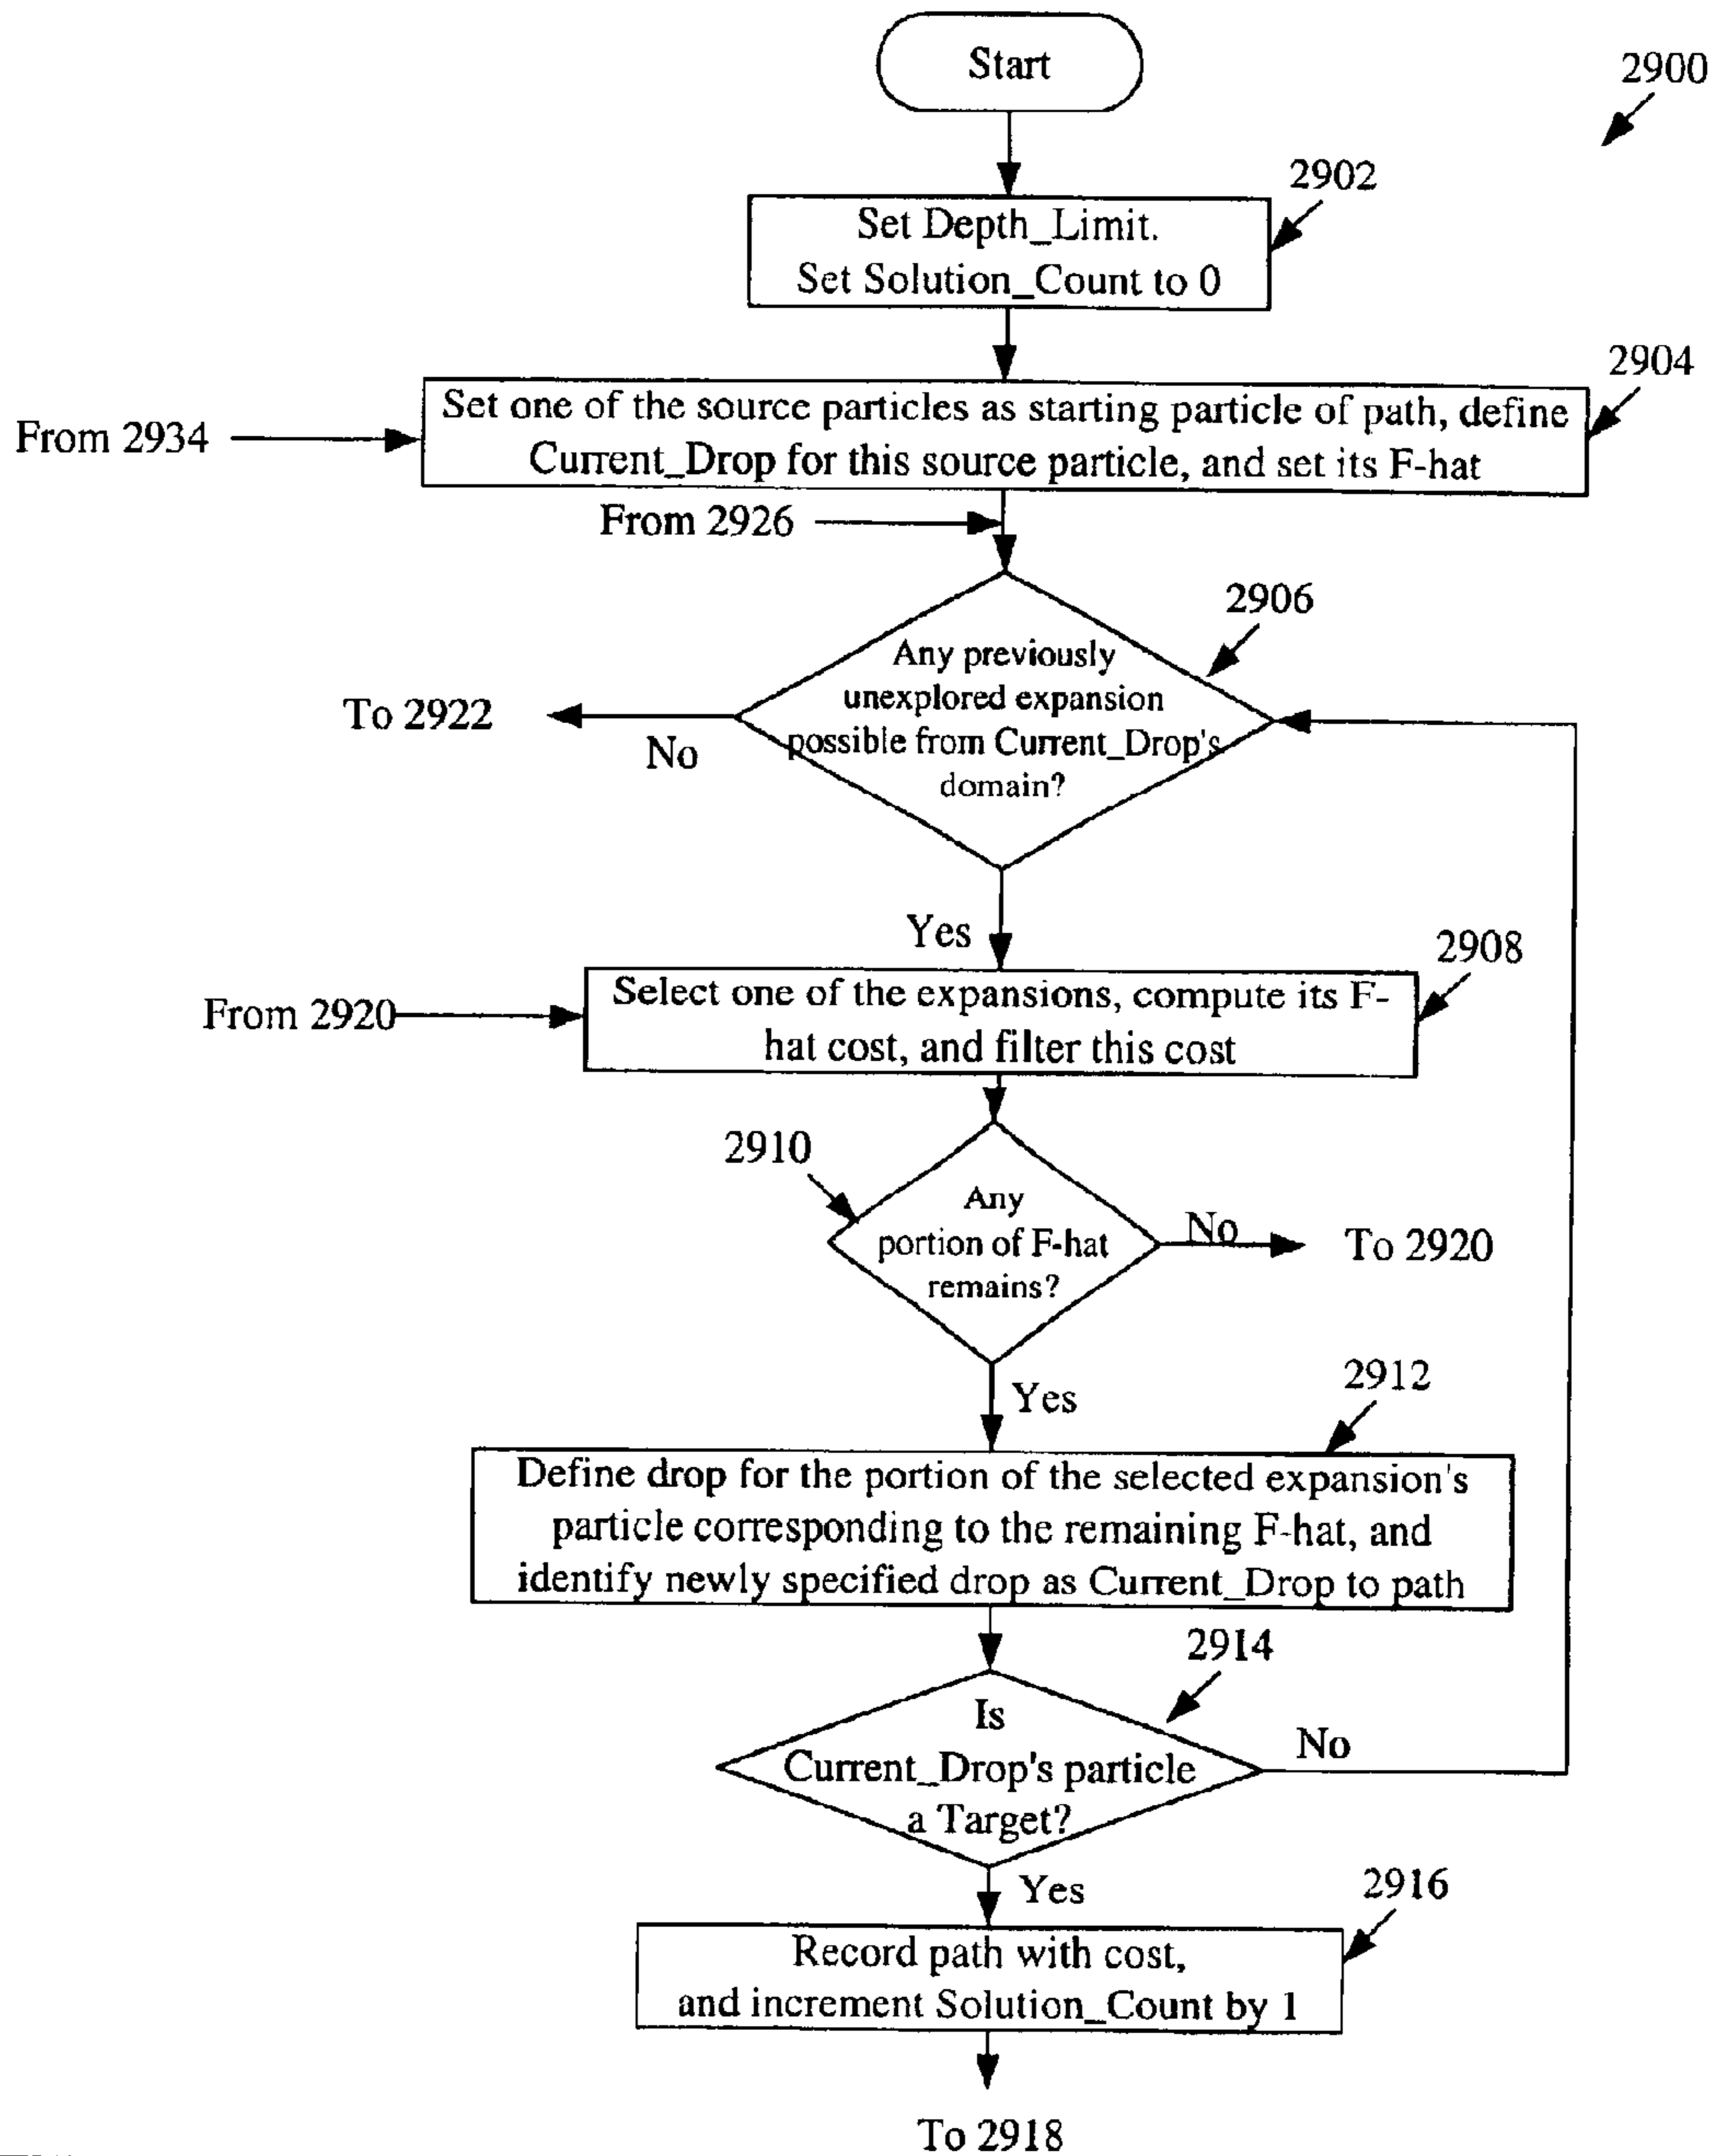 Start
2900
2902
Set Depth_Limit.
Set Solution_Count to 0
2904
Set one of the source particles as starting particle of path, define
Current_Drop for this source particle, and set its F-hat
From 2934
From 2926
2906
Any previously
unexplored expansion
possible from Current_Drop's
domain?
To 2922
No
Yes
2908
Select one of the expansions, compute its F-
hat cost, and filter this cost
From 2920
2910
Any
portion of F-hat
remains?
No
To 2920
Yes
2912
Define drop for the portion of the selected expansion's
particle corresponding to the remaining F-hat, and
identify newly specified drop as Current_Drop to path
2914
Is
Current_Drop's particle
a Target?
No
Yes
2916
Record path with cost,
and increment Solution_Count by 1
To 2918